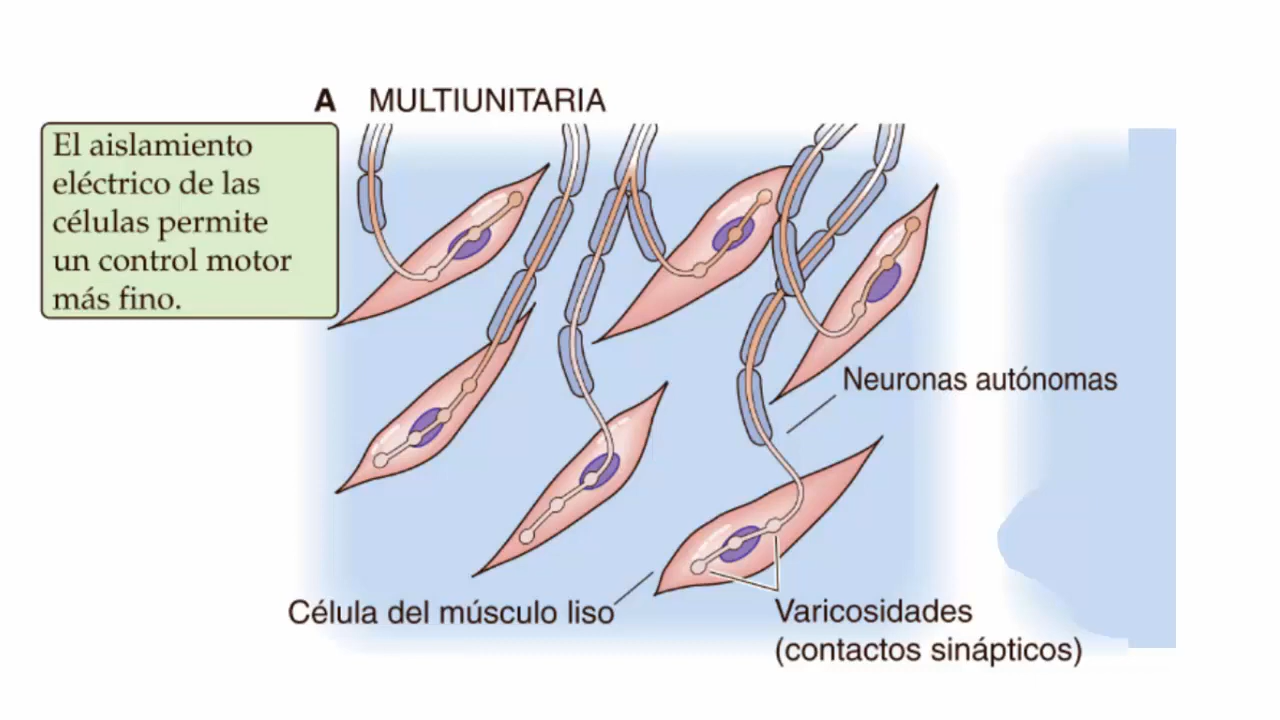 A MULTIUNITARIA
El aislamiento
eléctrico de las
células permite
un control motor
más fino.
Neuronas autónomas
Célula del músculo liso
Varicosidades
(contactos sinápticos)